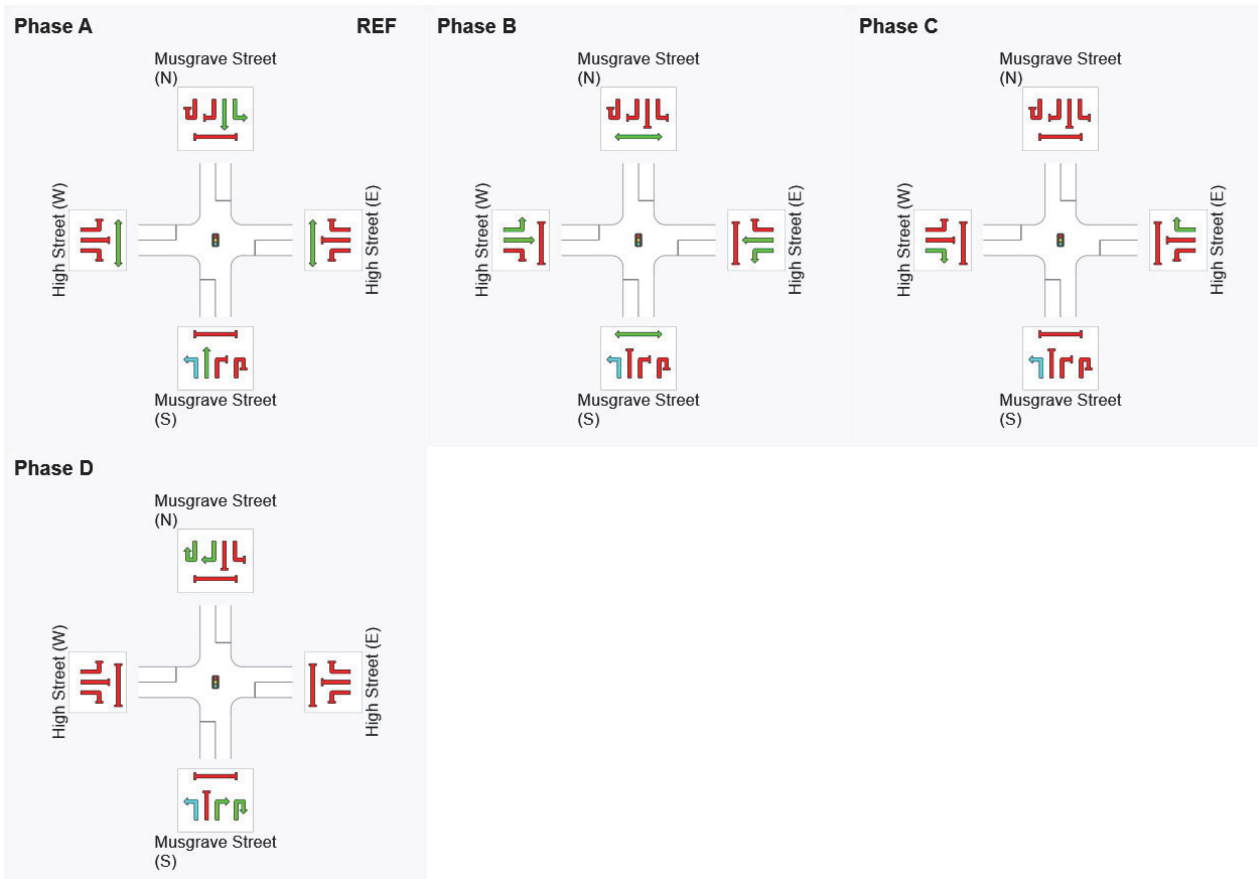 Phase A REF
Musgrave Street
(N)
High Street (W)
High Street (E)
Musgrave Street
(S)
Phase B
Musgrave Street
(N)
High Street (W)
High Street (E)
Musgrave Street
(S)
Phase C
Musgrave Street
(N)
High Street (W)
High Street (E)
Musgrave Street
(S)
Phase D
Musgrave Street
(N)
High Street (W)
High Street (E)
Musgrave Street
(S)